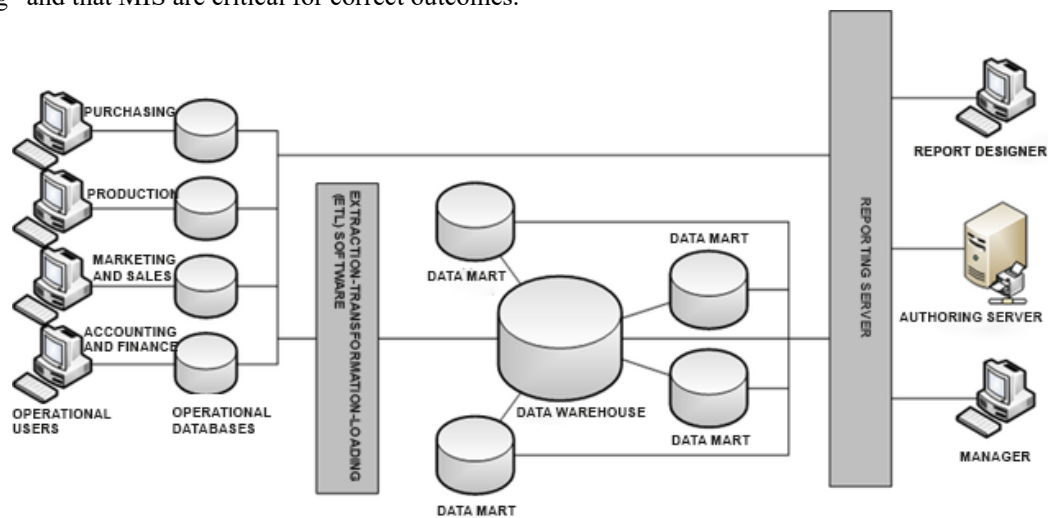 g" and that MIS are critical for correct outcomes.
PURCHASING
PRODUCTION
MARKETING
AND SALES
ACCOUNTING
AND FINANCE
OPERATIONAL
USERS
OPERATIONAL
DATABASES
EXTRACTION-TRANSFORMATION-LOADING
(ETL) SOFTWARE
DATA MART
DATA MART
DATA WAREHOUSE
DATA MART
DATA MART
REPORTING SERVER
REPORT DESIGNER
AUTHORING SERVER
MANAGER